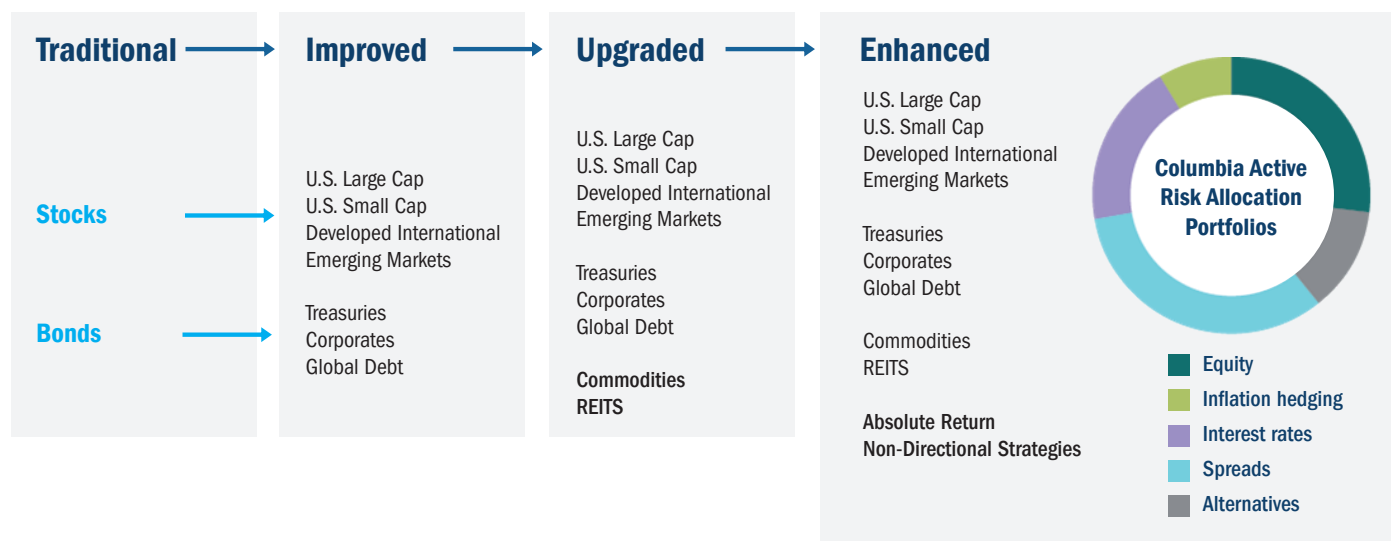 Traditional
Stocks
Bonds
Improved
U.S. Large Cap
U.S. Small Cap
Developed International
Emerging Markets
Treasuries
Corporates
Global Debt
Upgraded
U.S. Large Cap
U.S. Small Cap
Developed International
Emerging Markets
Treasuries
Corporates
Global Debt
Commodities
REITS
Enhanced
U.S. Large Cap
U.S. Small Cap
Developed International
Emerging Markets
Treasuries
Corporates
Global Debt
Commodities
REITS
Absolute Return
Non-Directional Strategies
Columbia Active
Risk Allocation
Portfolios
Equity
Inflation hedging
Interest rates
Spreads
Alternatives